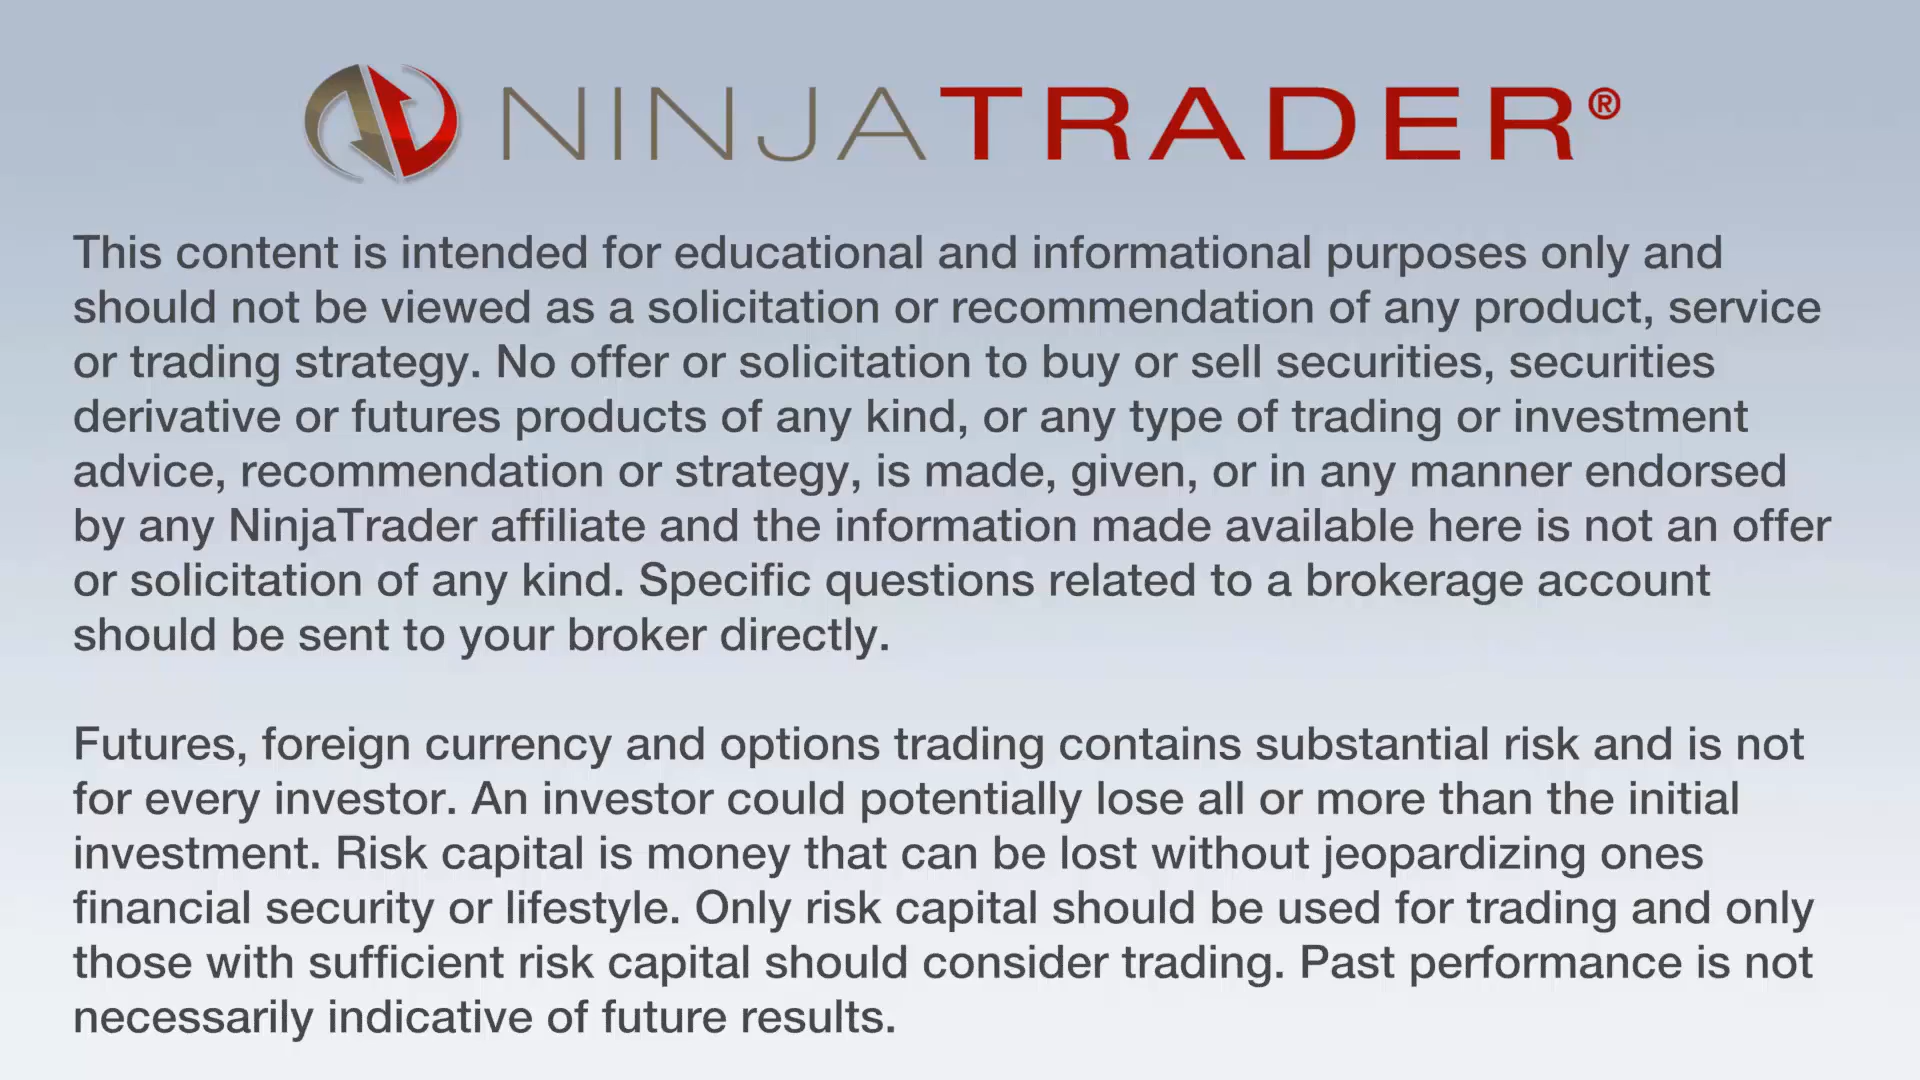 NINJATRADER®
This content is intended for educational and informational purposes only and
should not be viewed as a solicitation or recommendation of any product, service
or trading strategy. No offer or solicitation to buy or sell securities, securities
derivative or futures products of any kind, or any type of trading or investment
advice, recommendation or strategy, is made, given, or in any manner endorsed
by any NinjaTrader affiliate and the information made available here is not an offer
or solicitation of any kind. Specific questions related to a brokerage account
should be sent to your broker directly.
Futures, foreign currency and options trading contains substantial risk and is not
for every investor. An investor could potentially lose all or more than the initial
investment. Risk capital is money that can be lost without jeopardizing ones
financial security or lifestyle. Only risk capital should be used for trading and only
those with sufficient risk capital should consider trading. Past performance is not
necessarily indicative of future results.